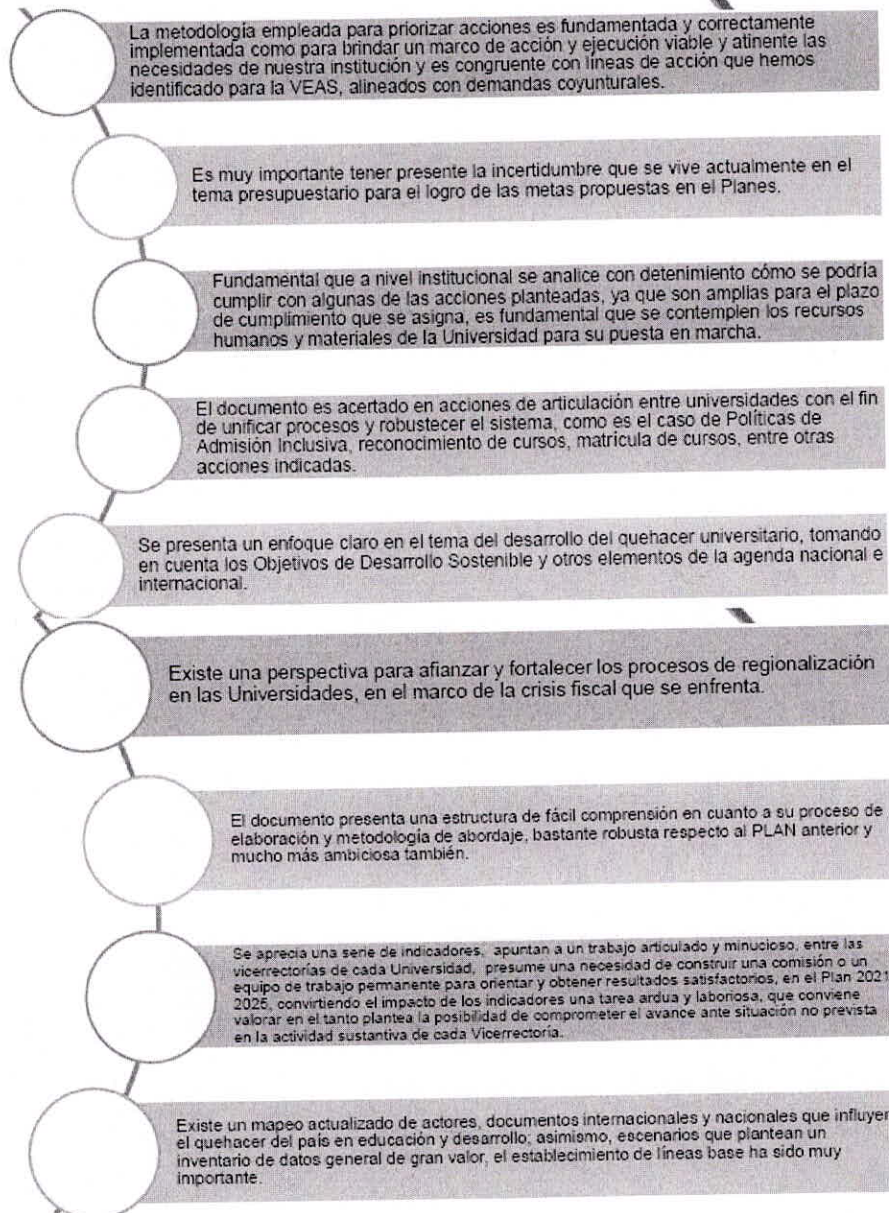 La metodología empleada para priorizar acciones es fundamentada y correctamente
implementada como para brindar un marco de acción y ejecución viable y atinente las
necesidades de nuestra institución y es congruente con líneas de acción que hemos
identificado para la VEAS, alineados con demandas coyunturales.
Es muy importante tener presente la incertidumbre que se vive actualmente en el
tema presupuestario para el logro de las metas propuestas en el Planes.
Fundamental que a nivel institucional se analice con detenimiento cómo se podría
cumplir con algunas de las acciones planteadas, ya que son amplias para el plazo
de cumplimiento que se asigna, es fundamental que se contemplen los recursos
humanos y materiales de la Universidad para su puesta en marcha.
El documento es acertado en acciones de articulación entre universidades con el fin
de unificar procesos y robustecer el sistema, como es el caso de Políticas de
Admisión Inclusiva, reconocimiento de cursos, matrícula de cursos, entre otras
acciones indicadas.
Se presenta un enfoque claro en el tema del desarrollo del quehacer universitario, tomando
en cuenta los Objetivos de Desarrollo Sostenible y otros elementos de la agenda nacional e
internacional.
Existe una perspectiva para afianzar y fortalecer los procesos de regionalización
en las Universidades, en el marco de la crisis fiscal que se enfrenta.
El documento presenta una estructura de fácil comprensión en cuanto a su proceso de
elaboración y metodología de abordaje, bastante robusta respecto al PLAN anterior y
mucho más ambiciosa también.
Se aprecia una serie de indicadores, apuntan a un trabajo articulado y minucioso, entre las
vicerrectorías de cada Universidad, presume una necesidad de construir una comisión o un
equipo de trabajo permanente para orientar y obtener resultados satisfactorios, en el Plan 2021
2025, convirtiendo el impacto de los indicadores una tarea ardua y laboriosa, que conviene
valorar en el tanto plantea la posibilidad de comprometer el avance ante situación no prevista
en la actividad sustantiva de cada Vicerrectoría.
Existe un mapeo actualizado de actores, documentos internacionales y nacionales que influyen
el quehacer del país en educación y desarrollo; asimismo, escenarios que plantean un
inventario de datos general de gran valor, el establecimiento de líneas base ha sido muy
importante.